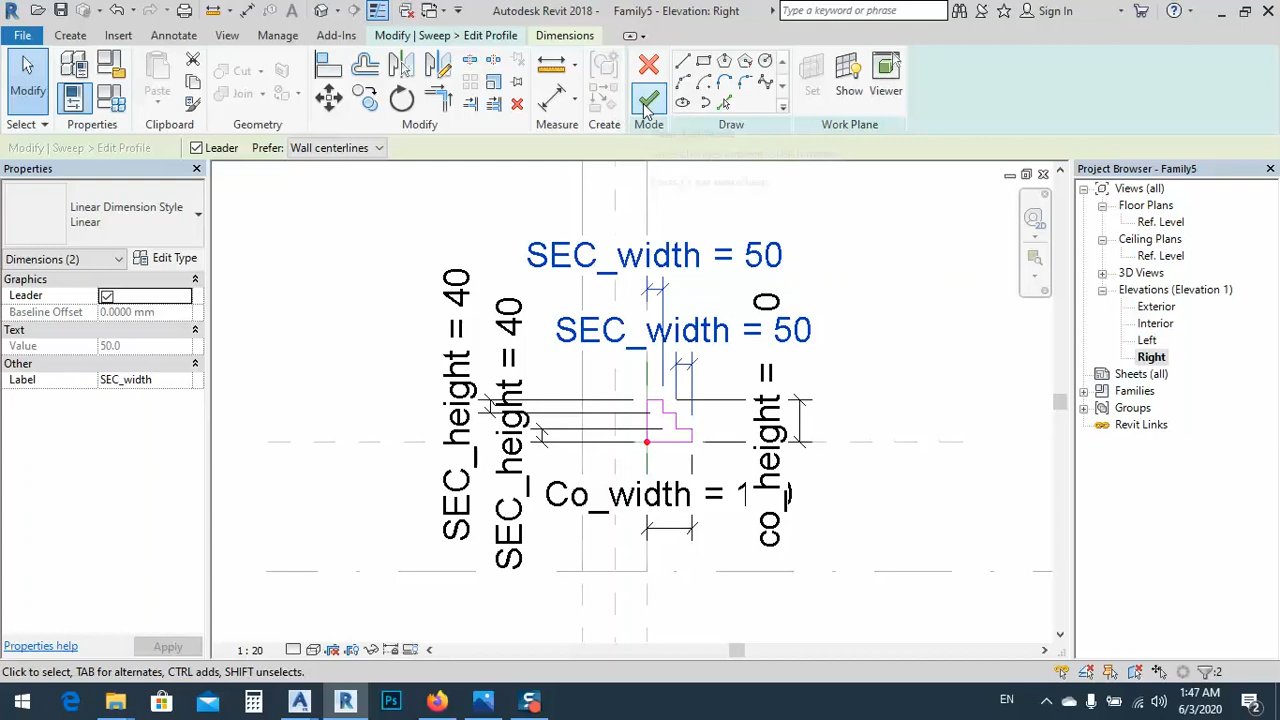 Autodesk Revit 2018 -
Family5 - Elevation: Right
Type a keyword or phrase
Sign In
File
Create
Insert
Annotate
View
Manage
Add-Ins
Modify | Sweep > Edit Profile
Dimensions
Modify
Paste
Cut
Join
Set
Show
Viewer
Select
Properties
Clipboard
Geometry
Modify
Measure
Create
Mode
Draw
Work Plane
Modify | Sweep > Edit Profile
Leader
Prefer:
Wall centerlines
Properties
Linear Dimension Style
Linear
Dimensions (2)
Edit Type
Graphics
Leader
Baseline Offset
0.0000 mm
Text
Value
50.0
Other
Label
SEC_width
Properties help
Apply
SEC_width = 50
SEC_width = 50
SEC_height = 40
SEC_height = 40
Co_width = 1
co_height = 0
1 : 20
Project Browser - Family5
Views (all)
Floor Plans
Ref. Level
Ceiling Plans
Ref. Level
3D Views
Elevations (Elevation 1)
Exterior
Interior
Left
Right
Sheets (all)
Families
Groups
Revit Links
Click to select, TAB for alternates, CTRL adds, SHIFT unselects.
:2
EN
1:47 AM
6/3/2020
2